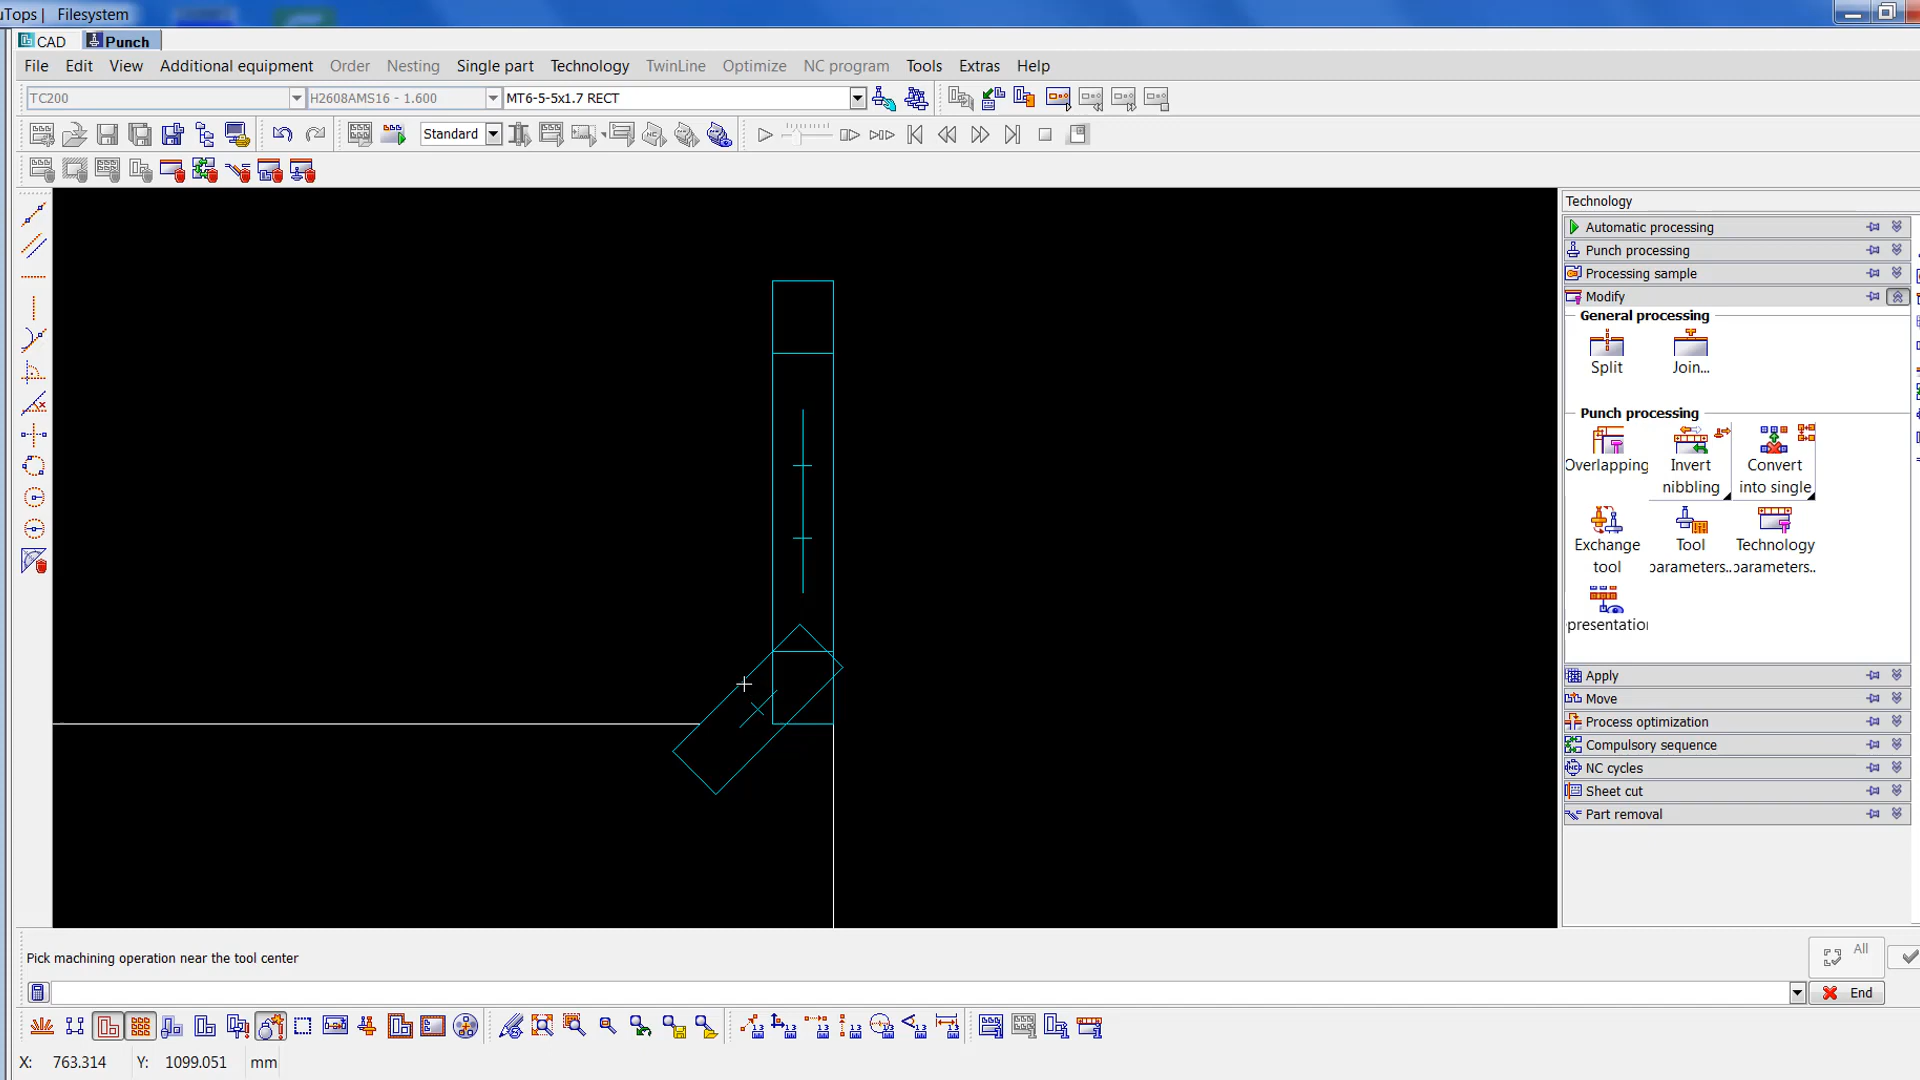 uTops | Filesystem
CAD Punch
File Edit View Additional equipment Order Nesting Single part Technology TwinLine Optimize NC program Tools Extras Help
TC200 H2608AMS16 - 1.600 MT6-5-5x1.7 RECT
Standard
Technology
Automatic processing
Punch processing
Processing sample
Modify
General processing
Split Join...
Punch processing
Overlapping Invert nibbling Convert into single
Exchange tool Tool parameters.. Technology parameters..
presentation
Apply
Move
Process optimization
Compulsory sequence
NC cycles
Sheet cut
Part removal
Pick machining operation near the tool center
All
End
X: 763.314 Y: 1099.051 mm